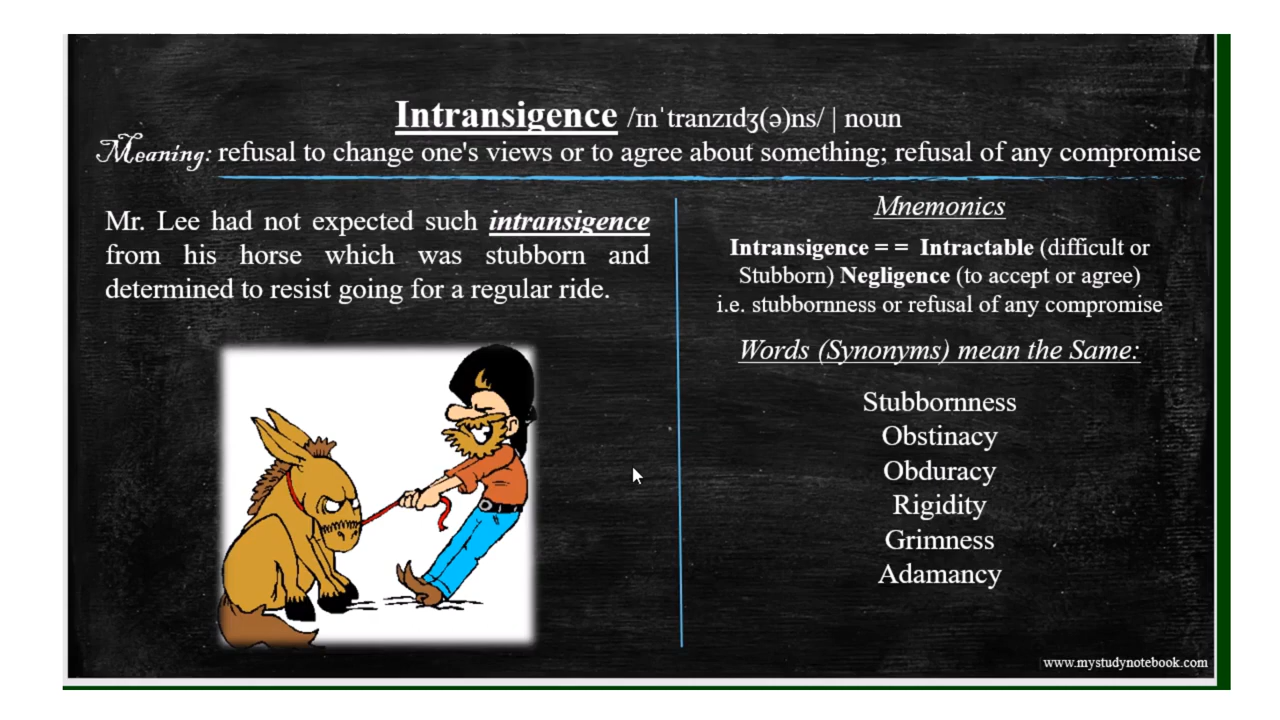 Intransigence /ɪnˈtranzɪdʒ(ə)ns/ | noun
Meaning: refusal to change one's views or to agree about something; refusal of any compromise
Mr. Lee had not expected such intransigence
from his horse which was stubborn and
determined to resist going for a regular ride.
Mnemonics
Intransigence = = Intractable (difficult or
Stubborn) Negligence (to accept or agree)
i.e. stubbornness or refusal of any compromise
Words (Synonyms) mean the Same:
Stubbornness
Obstinacy
Obduracy
Rigidity
Grimness
Adamancy
www.mystudynotebook.com